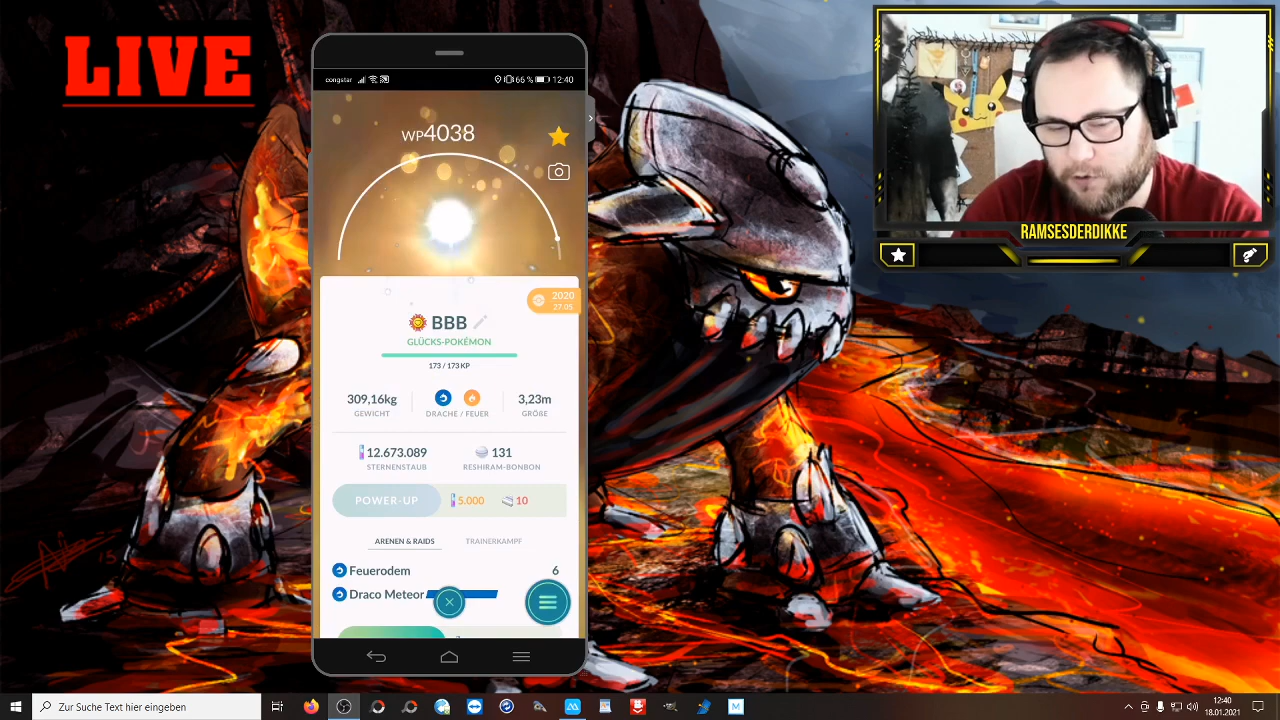 LIVE
congstar
66 %
12:40
WP4038
2020
27.05
BBB
GLÜCKS-POKÉMON
173 / 173 KP
309,16kg
GEWICHT
DRACHE / FEUER
3,23m
GRÖßE
12.673.089
STERNENSTAUB
131
RESHIRAM-BONBON
POWER-UP
5.000
10
ARENEN & RAIDS
TRAINERKAMPF
Feuerodem
6
Draco Meteor
RAMSESDERDIKKE
15
Zur Suche Text hier eingeben
M
12:40
18.01.2021